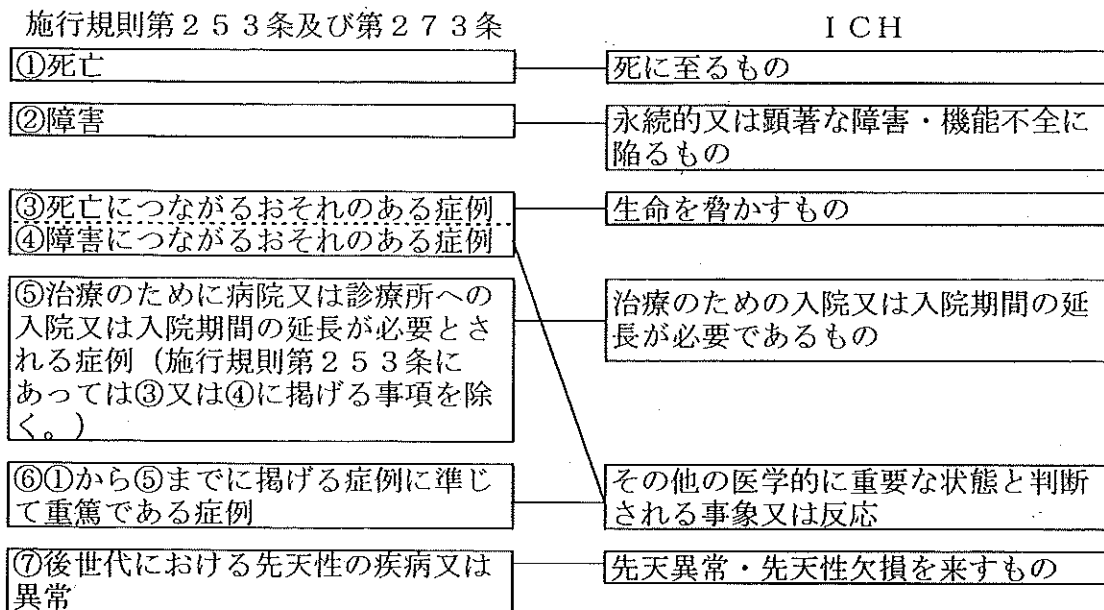 施行規則第２５３条及び第２７３条
ＩＣＨ
①死亡
死に至るもの
②障害
永続的又は顕著な障害・機能不全に
陥るもの
③死亡につながるおそれのある症例
生命を脅かすもの
④障害につながるおそれのある症例
⑤治療のために病院又は診療所への
入院又は入院期間の延長が必要とさ
れる症例（施行規則第２５３条に
あっては③又は④に掲げる事項を除
く。）
治療のための入院又は入院期間の延
長が必要であるもの
⑥①から⑤までに掲げる症例に準じ
て重篤である症例
その他の医学的に重要な状態と判断
される事象又は反応
⑦後世代における先天性の疾病又は
異常
先天異常・先天性欠損を来すもの